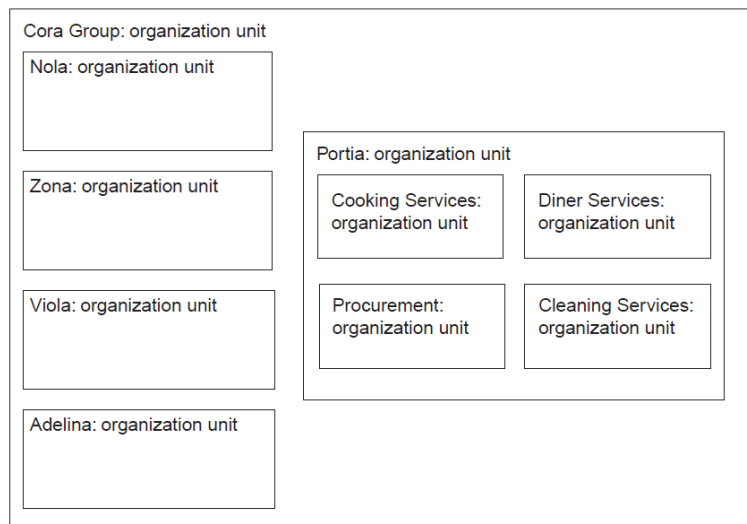 Cora Group: organization unit
Nola: organization unit
Zona: organization unit
Viola: organization unit
Adelina: organization unit
Portia: organization unit
Cooking Services:
organization unit
Diner Services:
organization unit
Procurement:
organization unit
Cleaning Services:
organization unit